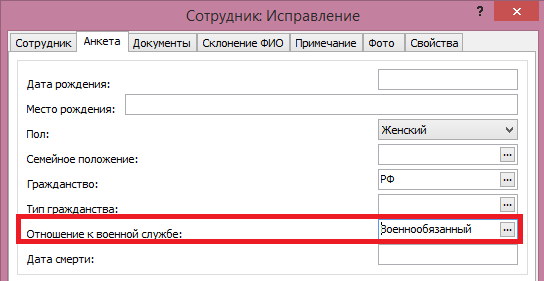 Сотрудник: Исправление
? ×
Сотрудник Анкета Документы Склонение ФИО Примечание Фото Свойства
Дата рождения:
Место рождения:
Пол: Женский
Семейное положение: ...
Гражданство: РФ ...
Тип гражданства: ...
Отношение к военной службе: Военнообязанный ...
Дата смерти: